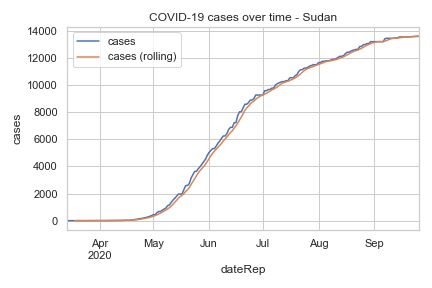 COVID-19 cases over time - Sudan
14000
12000
10000
8000
6000
4000
2000
0
cases
cases
cases (rolling)
Apr
2020
May
Jun
Jul
Aug
Sep
dateRep